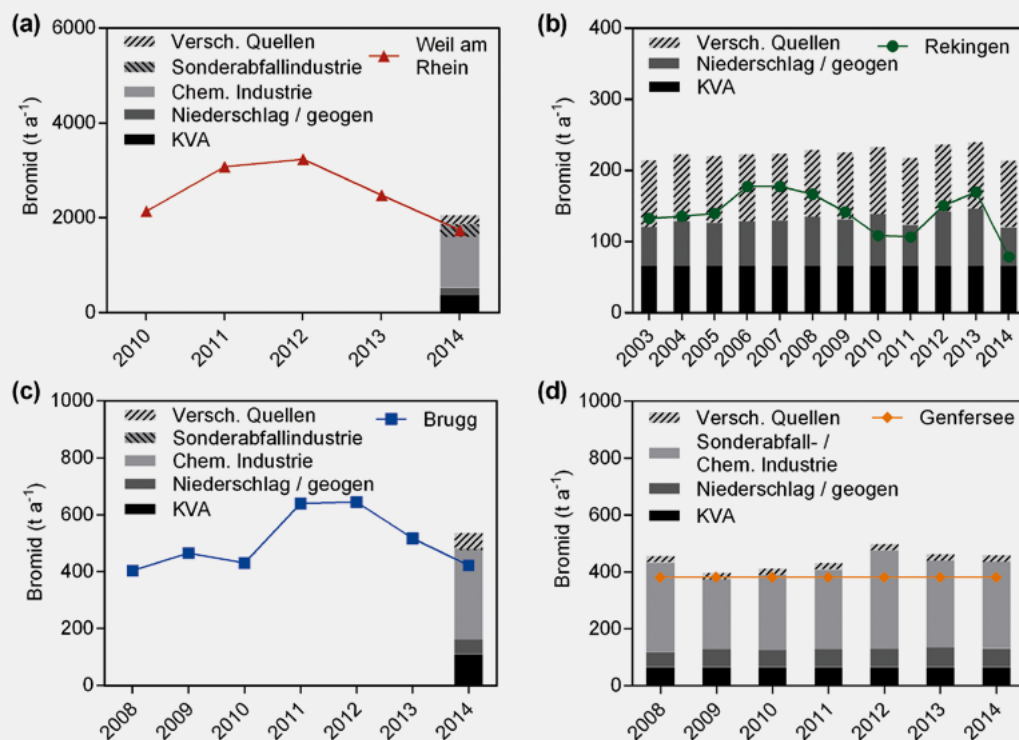 (a)
6000
4000
2000
0
Bromid (t a-1)
Versch. Quellen
Sonderabfallindustrie
Chem. Industrie
Niederschlag / geogen
KVA
Weil am
Rhein
2010
2011
2012
2013
2014
(b)
400
300
200
100
0
Bromid (t a-1)
Versch. Quellen
Niederschlag / geogen
KVA
Rekingen
2003
2004
2005
2006
2007
2008
2009
2010
2011
2012
2013
2014
(c)
1000
800
600
400
200
0
Bromid (t a-1)
Versch. Quellen
Sonderabfallindustrie
Chem. Industrie
Niederschlag / geogen
KVA
Brugg
2008
2009
2010
2011
2012
2013
2014
(d)
1000
800
600
400
200
0
Bromid (t a-1)
Versch. Quellen
Sonderabfall- /
Chem. Industrie
Niederschlag / geogen
KVA
Genfersee
2008
2009
2010
2011
2012
2013
2014